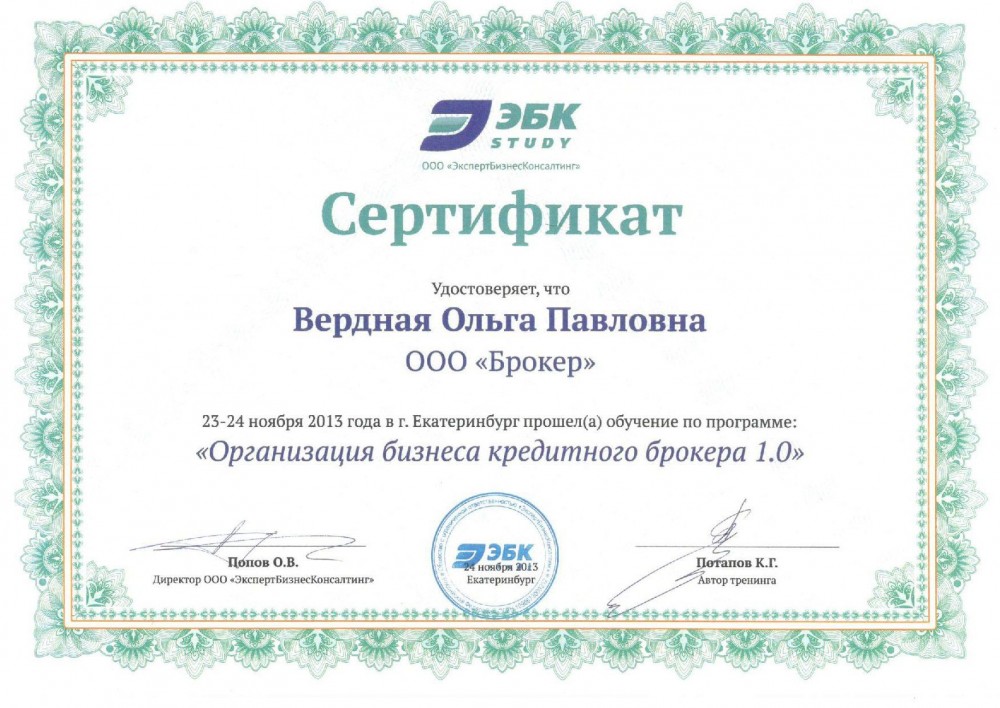 ЭБК
STUDY
ООО «ЭкспертБизнесКонсалтинг»
Сертификат
Удостоверяет, что
Вердная Ольга Павловна
ООО «Брокер»
23-24 ноября 2013 года в г. Екатеринбург прошел(а) обучение по программе:
«Организация бизнеса кредитного брокера 1.0»
Попов О.В.
Директор ООО «ЭкспертБизнесКонсалтинг»
ЭБК
24 ноября 2013
Екатеринбург
Потапов К.Г.
Автор тренинга